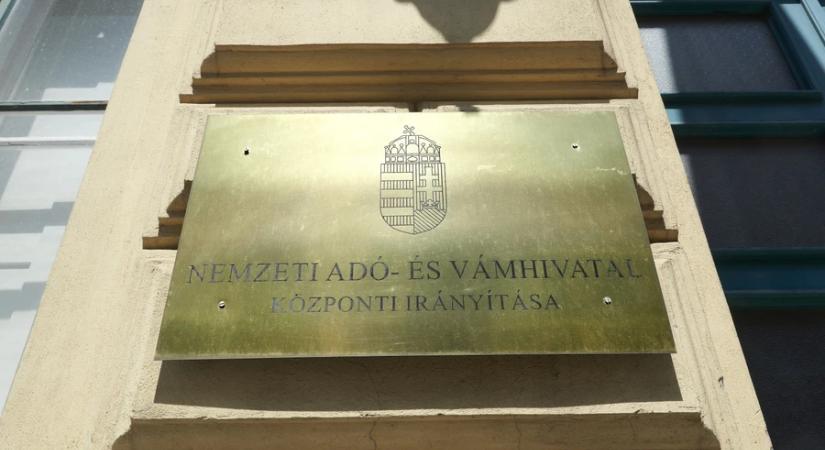 NEMZETI ADÓ- ÉS VÁMHIVATAL
KÖZPONTI IRÁNYÍTÁSA